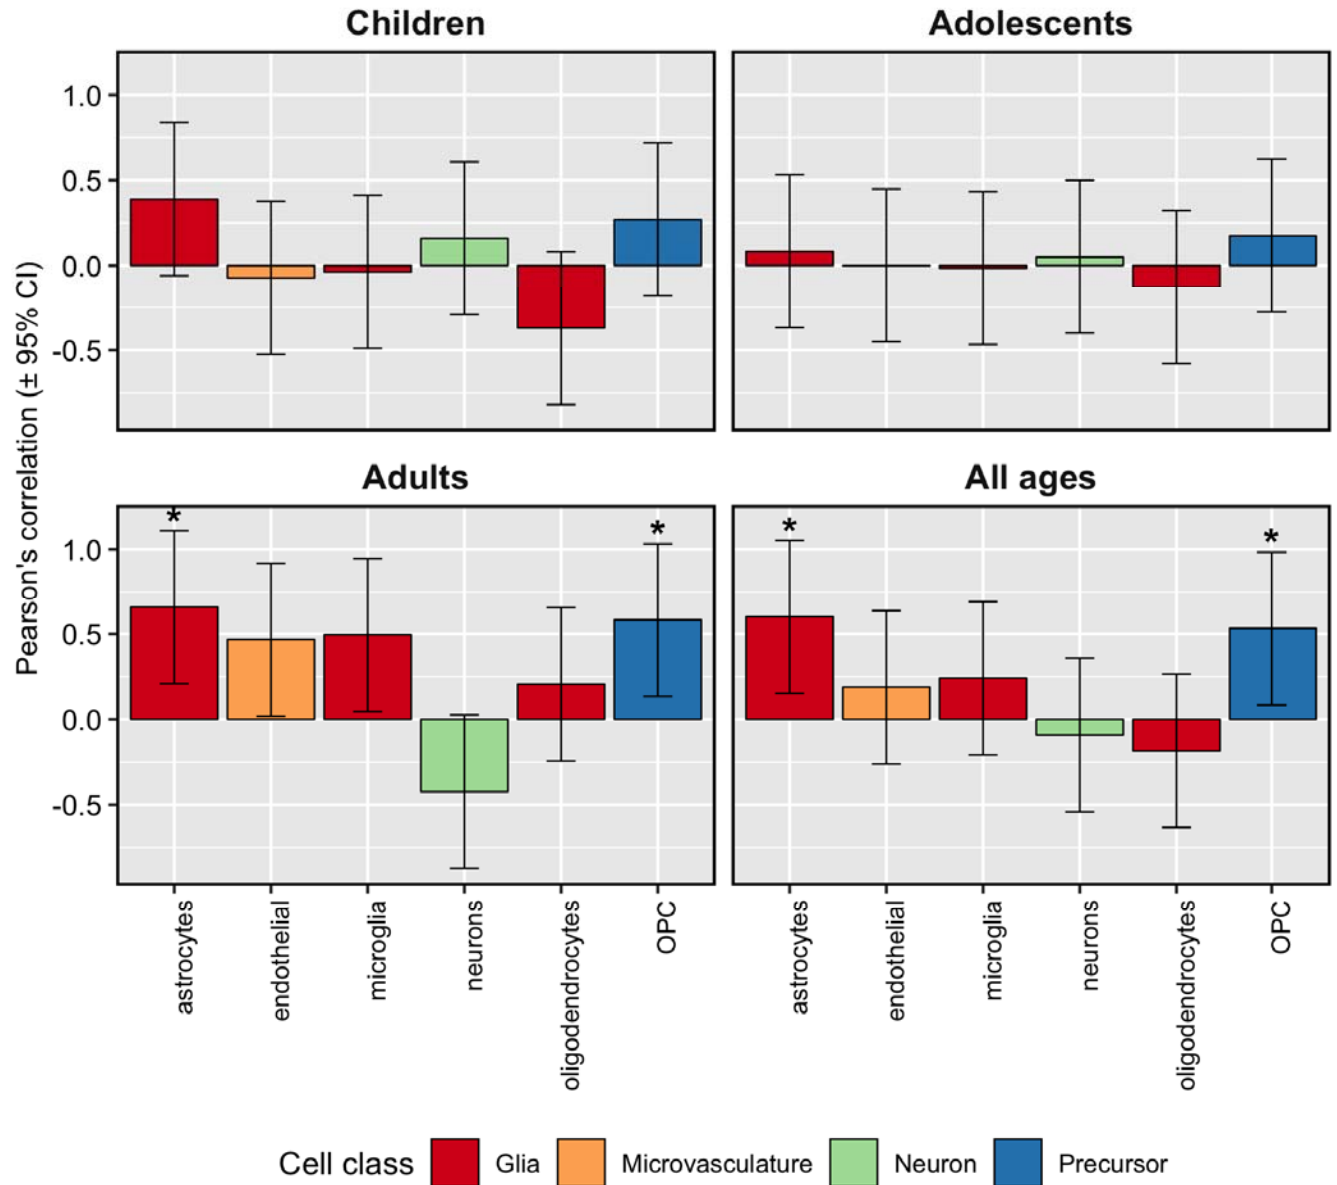 Children
Adolescents
1.0
0.5
0.0
-0.5
Pearson's correlation (± 95% CI)
Adults
All ages
*
*
*
*
1.0
0.5
0.0
-0.5
astrocytes
endothelial
microglia
neurons
oligodendrocytes
OPC
astrocytes
endothelial
microglia
neurons
oligodendrocytes
OPC
Cell class Glia Microvasculature Neuron Precursor